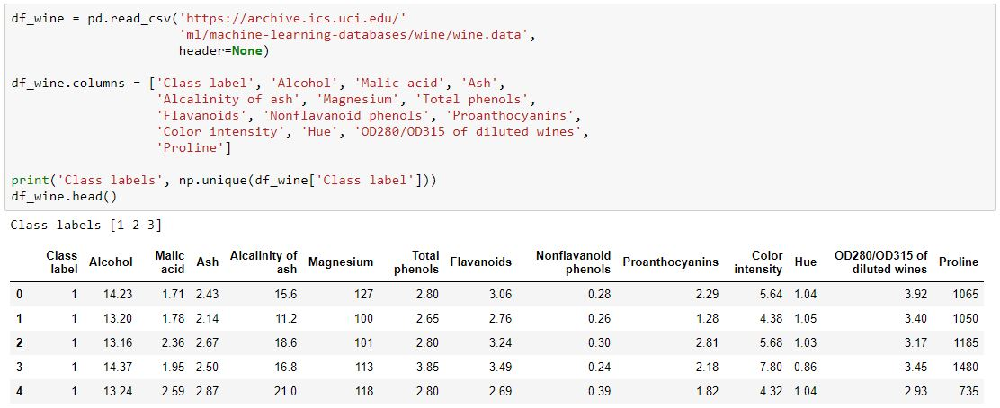 df_wine = pd.read_csv('https://archive.ics.uci.edu/'
'ml/machine-learning-databases/wine/wine.data',
header=None)
df_wine.columns = ['Class label', 'Alcohol', 'Malic acid', 'Ash',
'Alcalinity of ash', 'Magnesium', 'Total phenols',
'Flavanoids', 'Nonflavanoid phenols', 'Proanthocyanins',
'Color intensity', 'Hue', 'OD280/OD315 of diluted wines',
'Proline']
print('Class labels', np.unique(df_wine['Class label']))
df_wine.head()
Class labels [1 2 3]
Class label Alcohol Malic acid Ash Alcalinity of ash Magnesium Total phenols Flavanoids Nonflavanoid phenols Proanthocyanins Color intensity Hue OD280/OD315 of diluted wines Proline
0 1 14.23 1.71 2.43 15.6 127 2.80 3.06 0.28 2.29 5.64 1.04 3.92 1065
1 1 13.20 1.78 2.14 11.2 100 2.65 2.76 0.26 1.28 4.38 1.05 3.40 1050
2 1 13.16 2.36 2.67 18.6 101 2.80 3.24 0.30 2.81 5.68 1.03 3.17 1185
3 1 14.37 1.95 2.50 16.8 113 3.85 3.49 0.24 2.18 7.80 0.86 3.45 1480
4 1 13.24 2.59 2.87 21.0 118 2.80 2.69 0.39 1.82 4.32 1.04 2.93 735